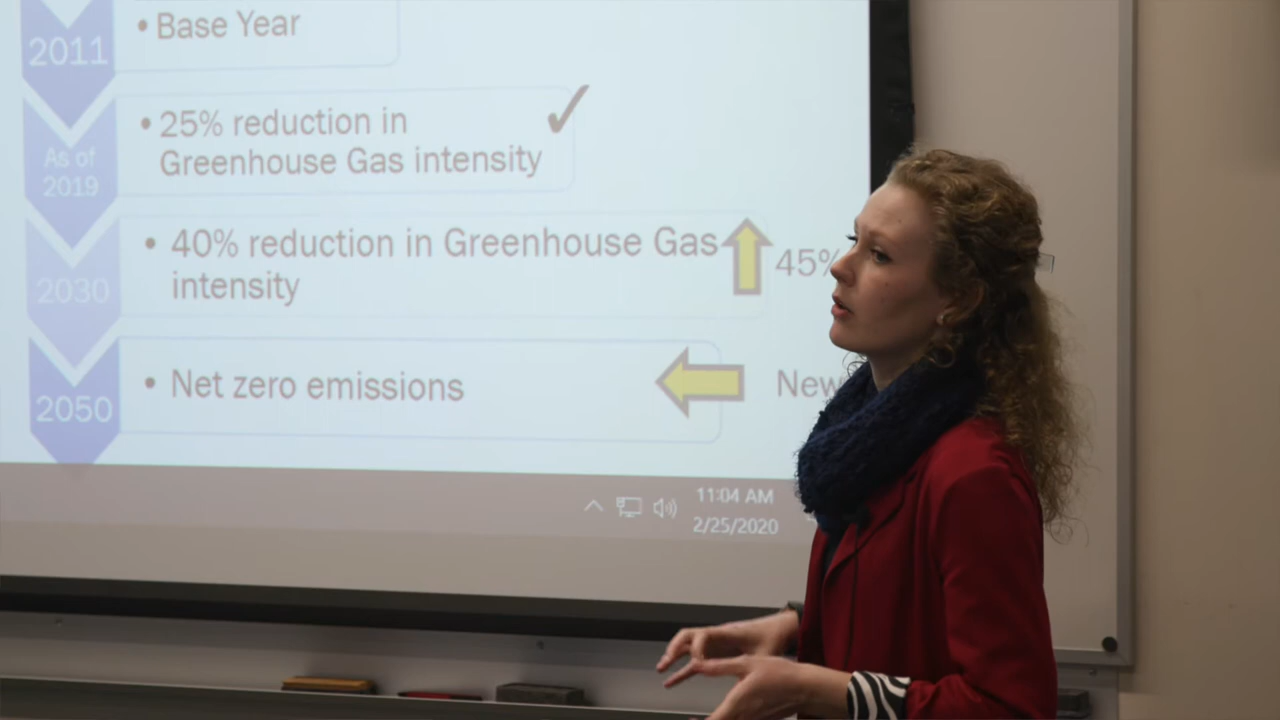 2011
• Base Year
As of
2019
• 25% reduction in
Greenhouse Gas intensity
2030
• 40% reduction in Greenhouse Gas
intensity
45%
2050
• Net zero emissions
New
11:04 AM
2/25/2020